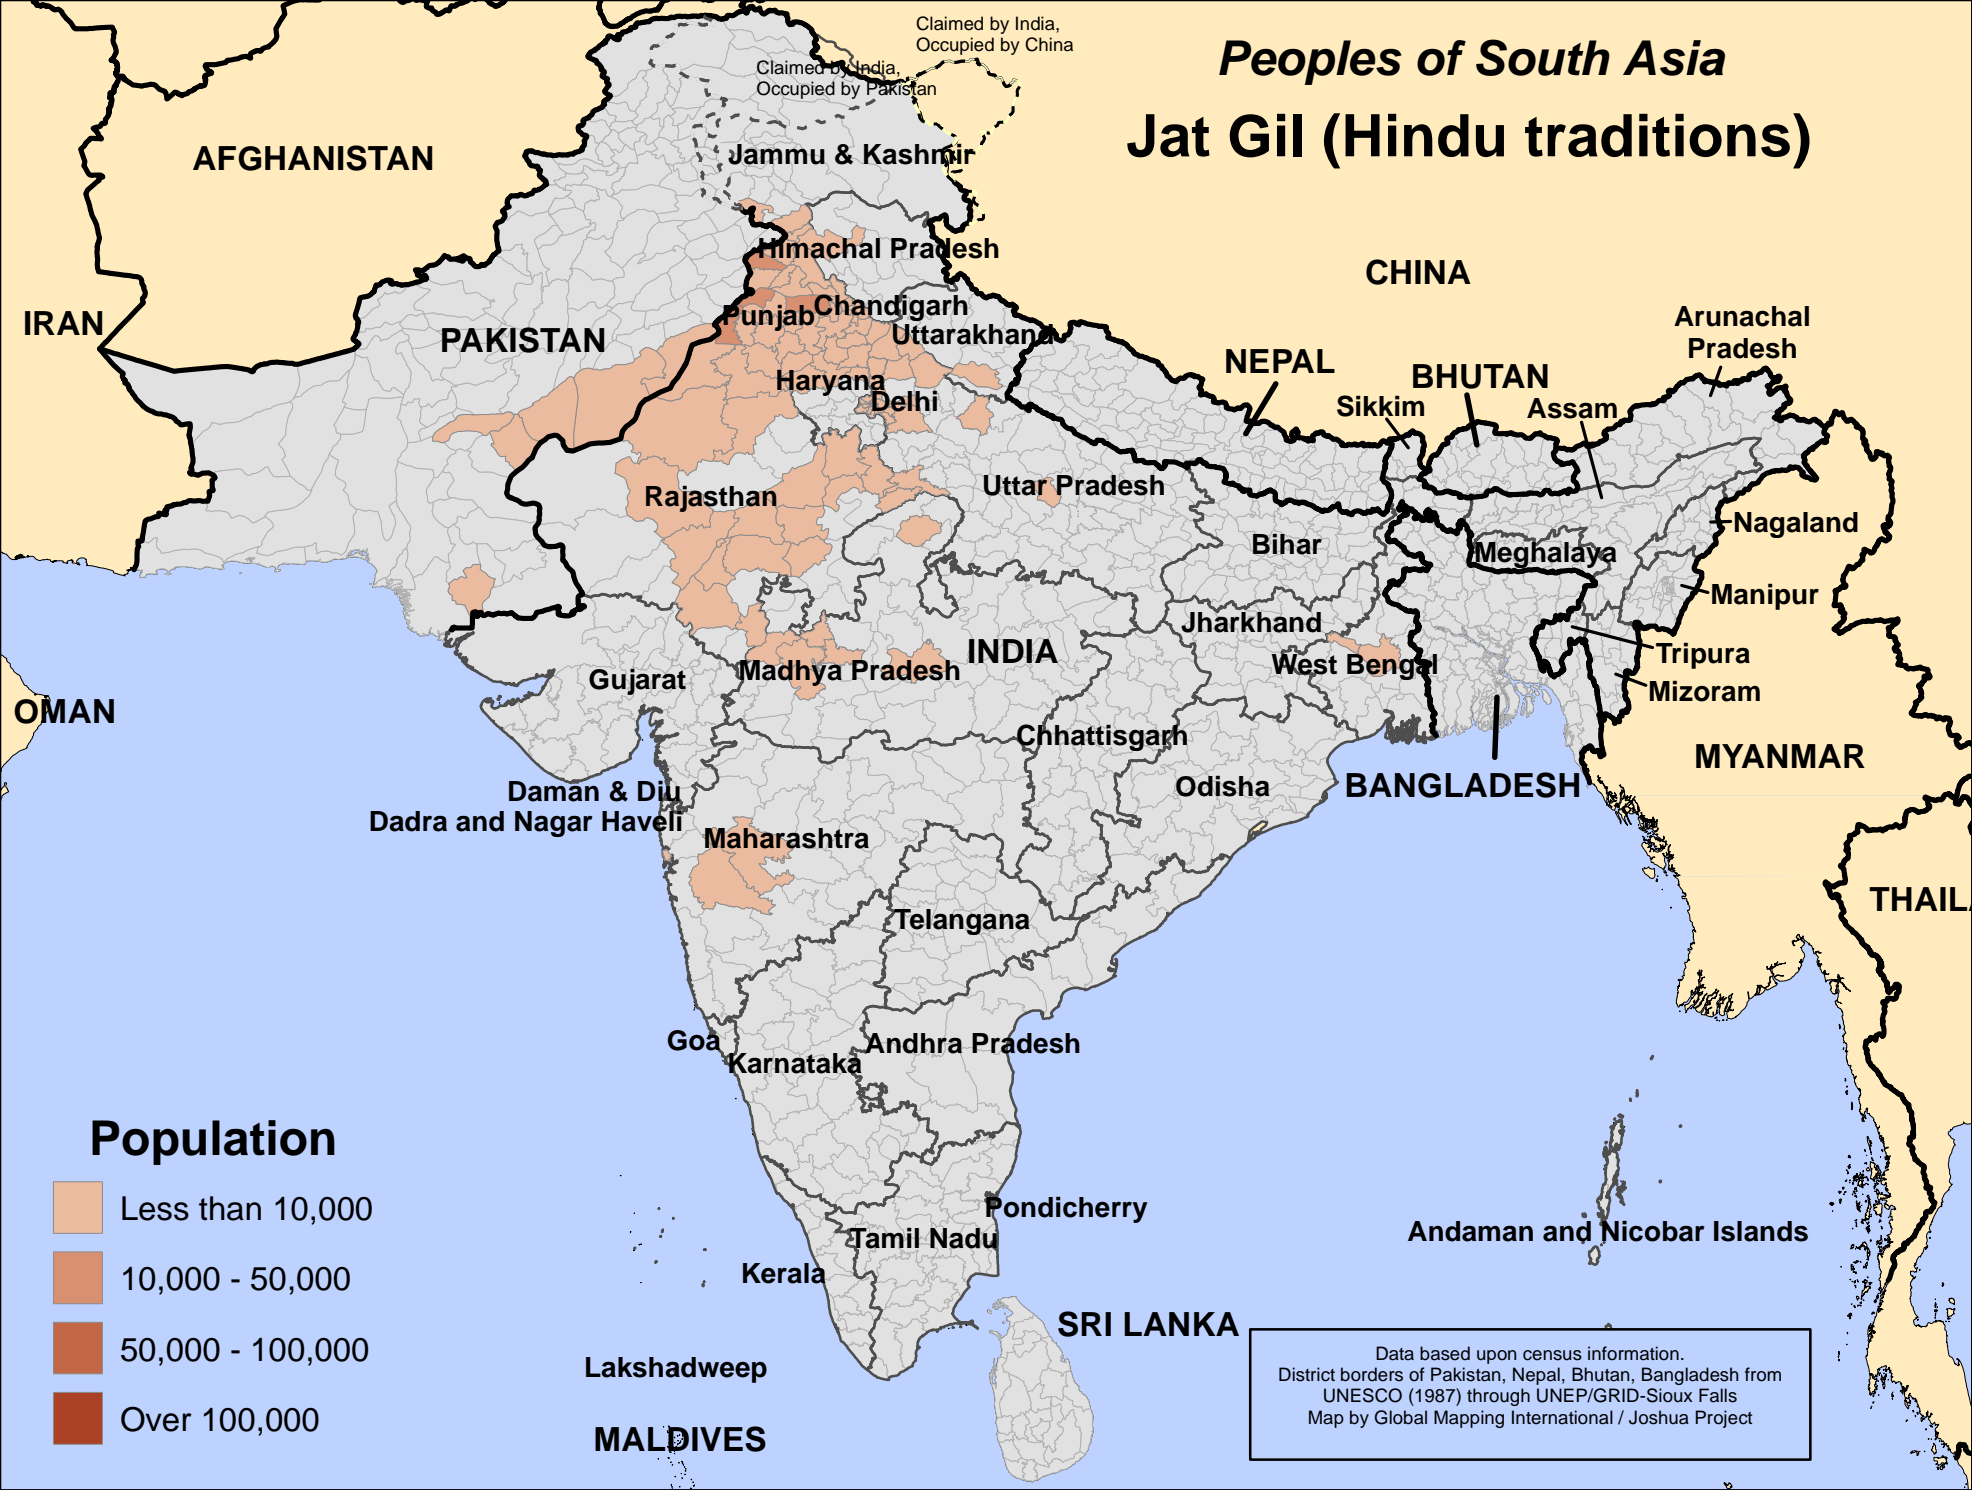 Claimed by India,
Occupied by China
Peoples of South Asia
Claimed by India,
Occupied by Pakistan
Jat Gil (Hindu traditions)
AFGHANISTAN
Jammu & Kashmir
Himachal Pradesh
CHINA
IRAN
PAKISTAN
Punjab
Chandigarh
Uttarakhand
Arunachal
Pradesh
NEPAL
BHUTAN
Haryana
Delhi
Sikkim
Assam
Rajasthan
Uttar Pradesh
Nagaland
Bihar
Meghalaya
Manipur
Jharkhand
INDIA
Tripura
West Bengal
Gujarat
Madhya Pradesh
Mizoram
OMAN
Chhattisgarh
MYANMAR
Odisha
BANGLADESH
Daman & Diu
Dadra and Nagar Haveli
Maharashtra
Telangana
THAIL
Goa
Karnataka
Andhra Pradesh
Pondicherry
Tamil Nadu
Andaman and Nicobar Islands
Kerala
SRI LANKA
Lakshadweep
MALDIVES
Population
Less than 10,000
10,000 - 50,000
50,000 - 100,000
Over 100,000
Data based upon census information.
District borders of Pakistan, Nepal, Bhutan, Bangladesh from
UNESCO (1987) through UNEP/GRID-Sioux Falls
Map by Global Mapping International / Joshua Project